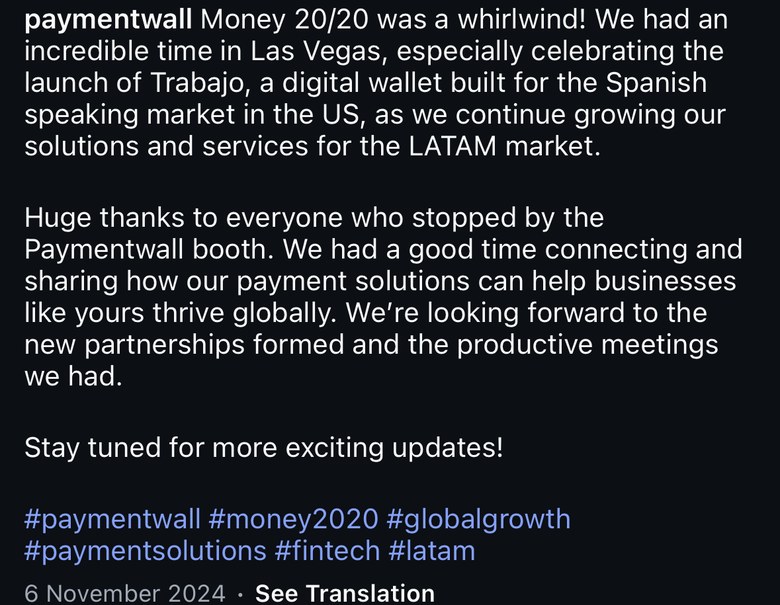 paymentwall Money 20/20 was a whirlwind! We had an
incredible time in Las Vegas, especially celebrating the
launch of Trabajo, a digital wallet built for the Spanish
speaking market in the US, as we continue growing our
solutions and services for the LATAM market.
Huge thanks to everyone who stopped by the
Paymentwall booth. We had a good time connecting and
sharing how our payment solutions can help businesses
like yours thrive globally. We’re looking forward to the
new partnerships formed and the productive meetings
we had.
Stay tuned for more exciting updates!
#paymentwall #money2020 #globalgrowth
#paymentsolutions #fintech #latam
6 November 2024 · See Translation